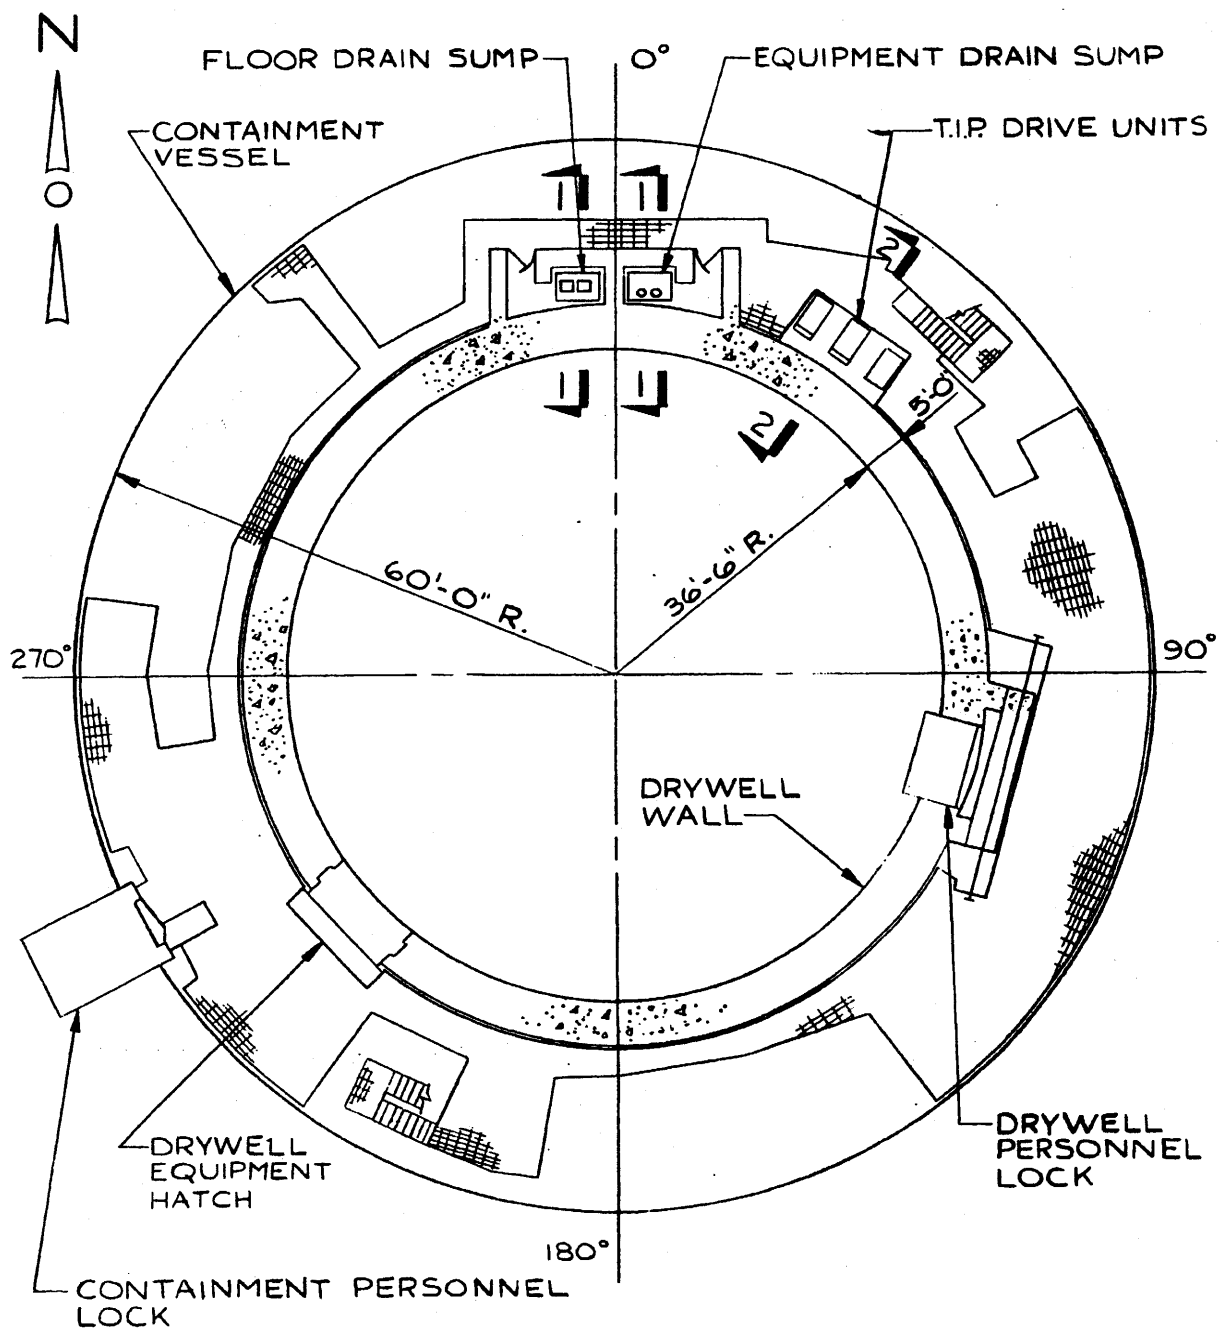 N
FLOOR DRAIN SUMP
0°
EQUIPMENT DRAIN SUMP
CONTAINMENT
VESSEL
T.I.P. DRIVE UNITS
1
1
2
5'-0"
1
1
2
60'-0" R.
36'-6" R.
270°
90°
DRYWELL
WALL
DRYWELL
EQUIPMENT
HATCH
DRYWELL
PERSONNEL
LOCK
180°
CONTAINMENT PERSONNEL
LOCK